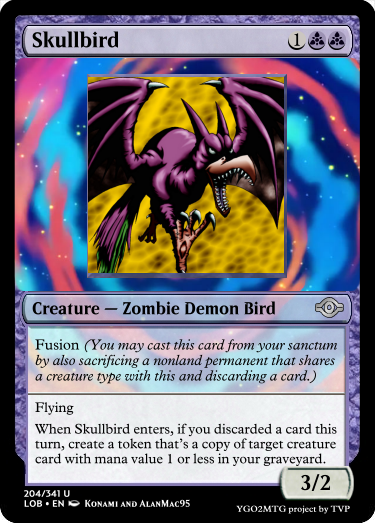 Skullbird 1
Creature — Zombie Demon Bird
Fusion (You may cast this card from your sanctum
by also sacrificing a nonland permanent that shares
a creature type with this and discarding a card.)
Flying
When Skullbird enters, if you discarded a card this
turn, create a token that's a copy of target creature
card with mana value 1 or less in your graveyard.
3/2
204/341 U
LOB • EN Konami and AlanMac95
YGO2MTG project by TVP